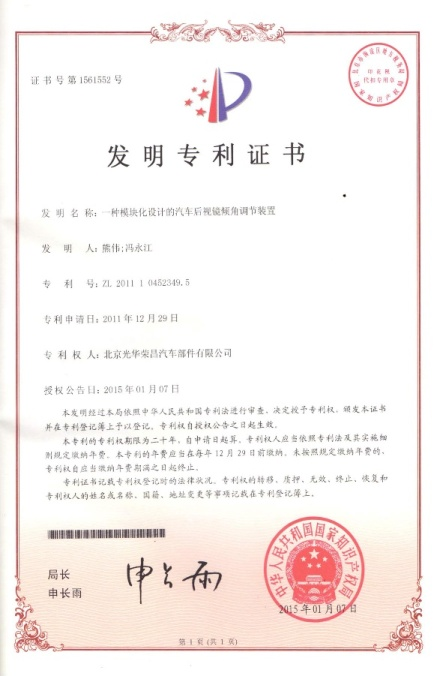 证书号第1561552号
印花税
代扣专用章
发明专利证书
发明名称：一种模块化设计的汽车后视镜倾角调节装置
发明人：熊伟;冯永江
专利号：ZL 2011 1 0452349.5
专利申请日：2011年12月29日
专利权人：北京光华荣昌汽车部件有限公司
授权公告日：2015年01月07日
本发明经过本局依照中华人民共和国专利法进行审查，决定授予专利权，颁发本证书
并在专利登记簿上予以登记。专利权自授权公告之日起生效。
本专利的专利权期限为二十年，自申请日起算。专利权人应当依照专利法及其实施细
则规定缴纳年费。本专利的年费应当在每年12月29日前缴纳。未按照规定缴纳年费的，
专利权自应当缴纳年费期满之日起终止。
专利证书记载专利权登记时的法律状况。专利权的转移、质押、无效、终止、恢复和
专利权人的姓名或名称、国籍、地址变更等事项记载在专利登记簿上。
局长
申长雨
申长雨
中华人民共和国国家知识产权局
2015年01月07日
第1页(共1页)